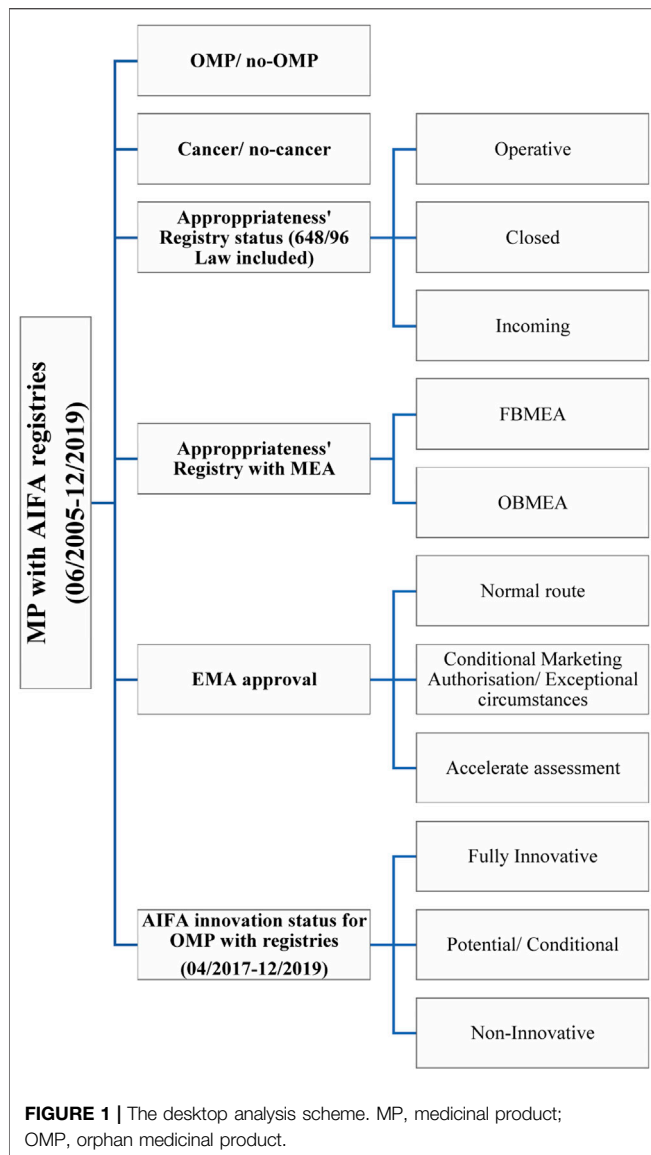 MP with AIFA registries
(06/2005-12/2019)
OMP/ no-OMP
Cancer/ no-cancer
Approppriateness'
Registry status (648/96
Law included)
Operative
Closed
Incoming
Approppriateness'
Registry with MEA
FBMEA
OBMEA
EMA approval
Normal route
Conditional Marketing
Authorisation/ Exceptional
circumstances
Accelerate assessment
AIFA innovation status for
OMP with registries
(04/2017-12/2019)
Fully Innovative
Potential/ Conditional
Non-Innovative
FIGURE 1 | The desktop analysis scheme. MP, medicinal product;
OMP, orphan medicinal product.